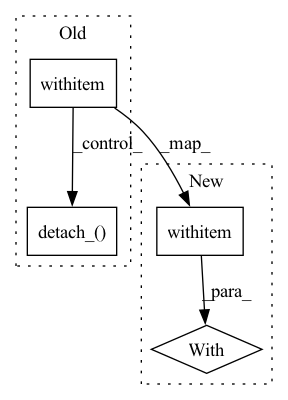 Old
withitem
_control_
_map_
New
detach_()
withitem
_para_
With